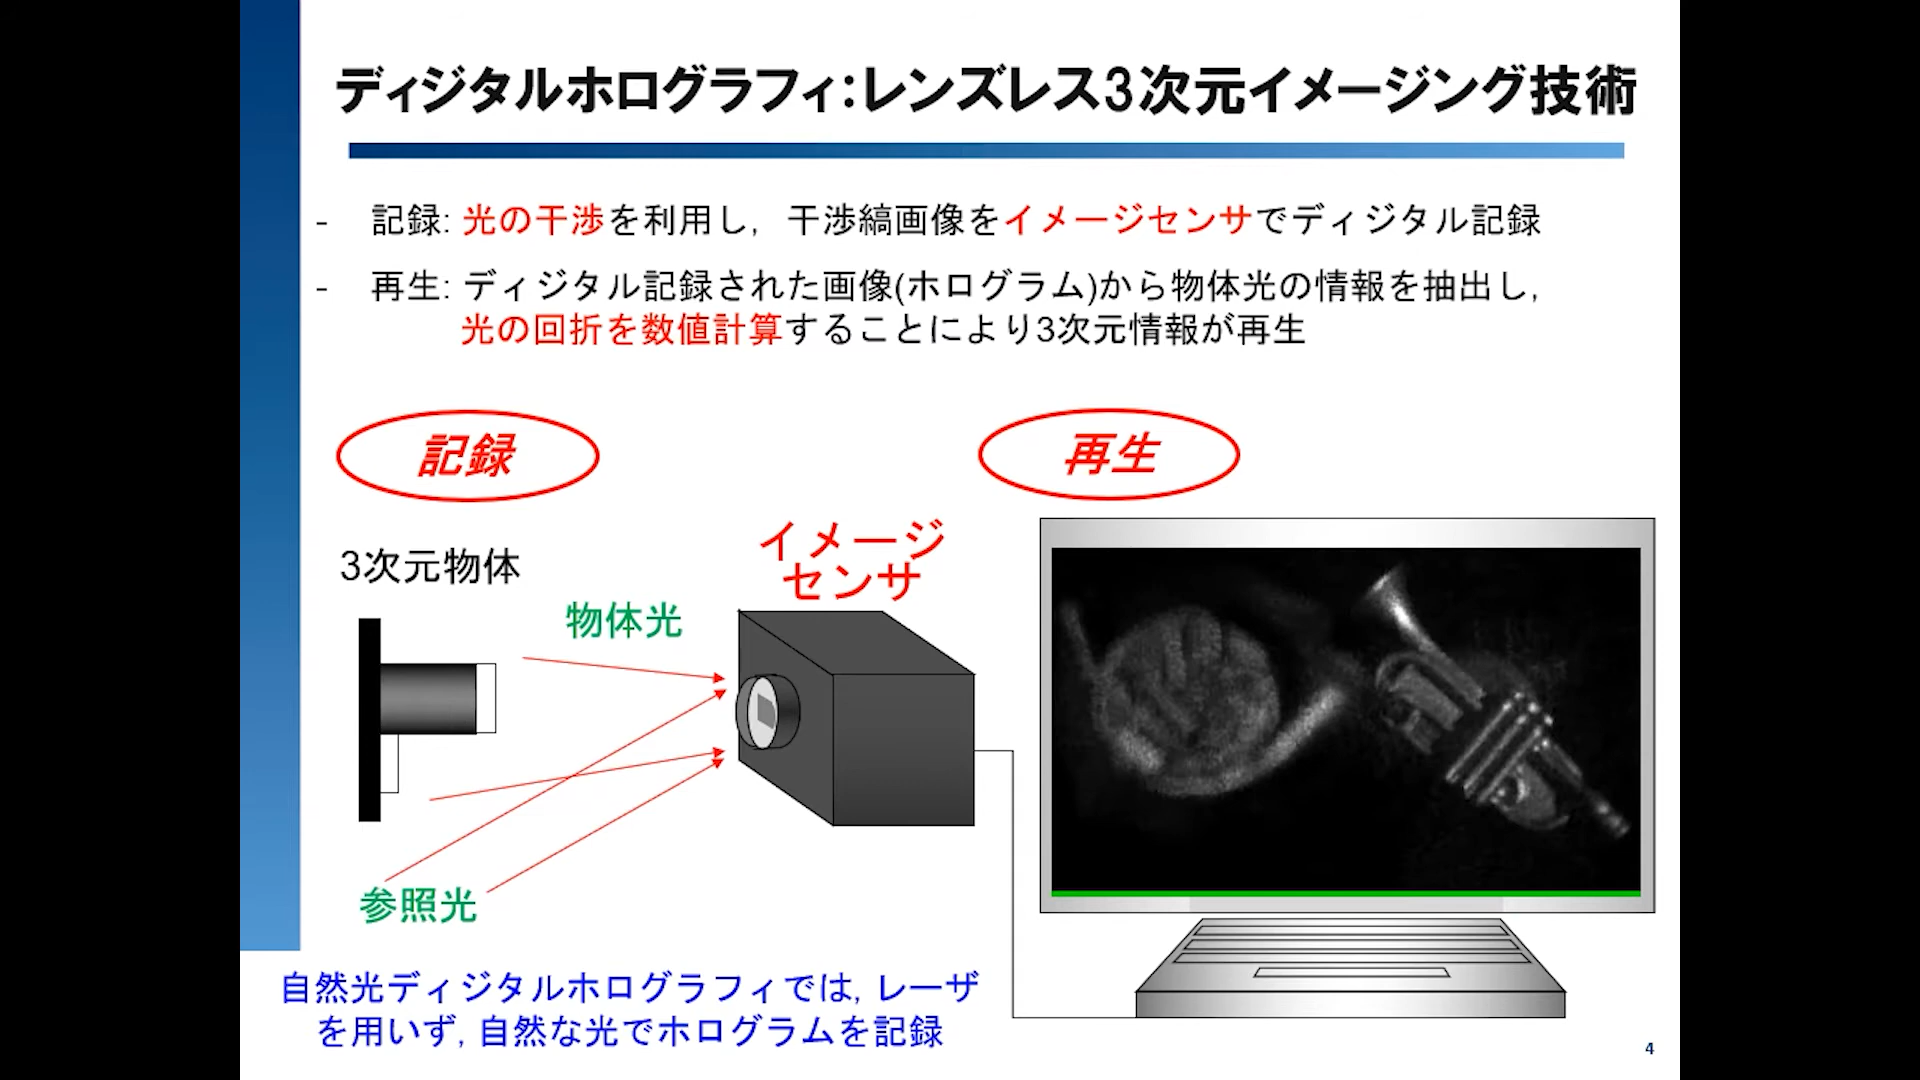 ディジタルホログラフィ:レンズレス3次元イメージング技術
- 記録: 光の干渉を利用し, 干渉縞画像をイメージセンサでディジタル記録
- 再生: ディジタル記録された画像(ホログラム)から物体光の情報を抽出し,
光の回折を数値計算することにより3次元情報が再生
記録
再生
3次元物体
物体光
イメージ
センサ
参照光
自然光ディジタルホログラフィでは, レーザ
を用いず, 自然な光でホログラムを記録
4